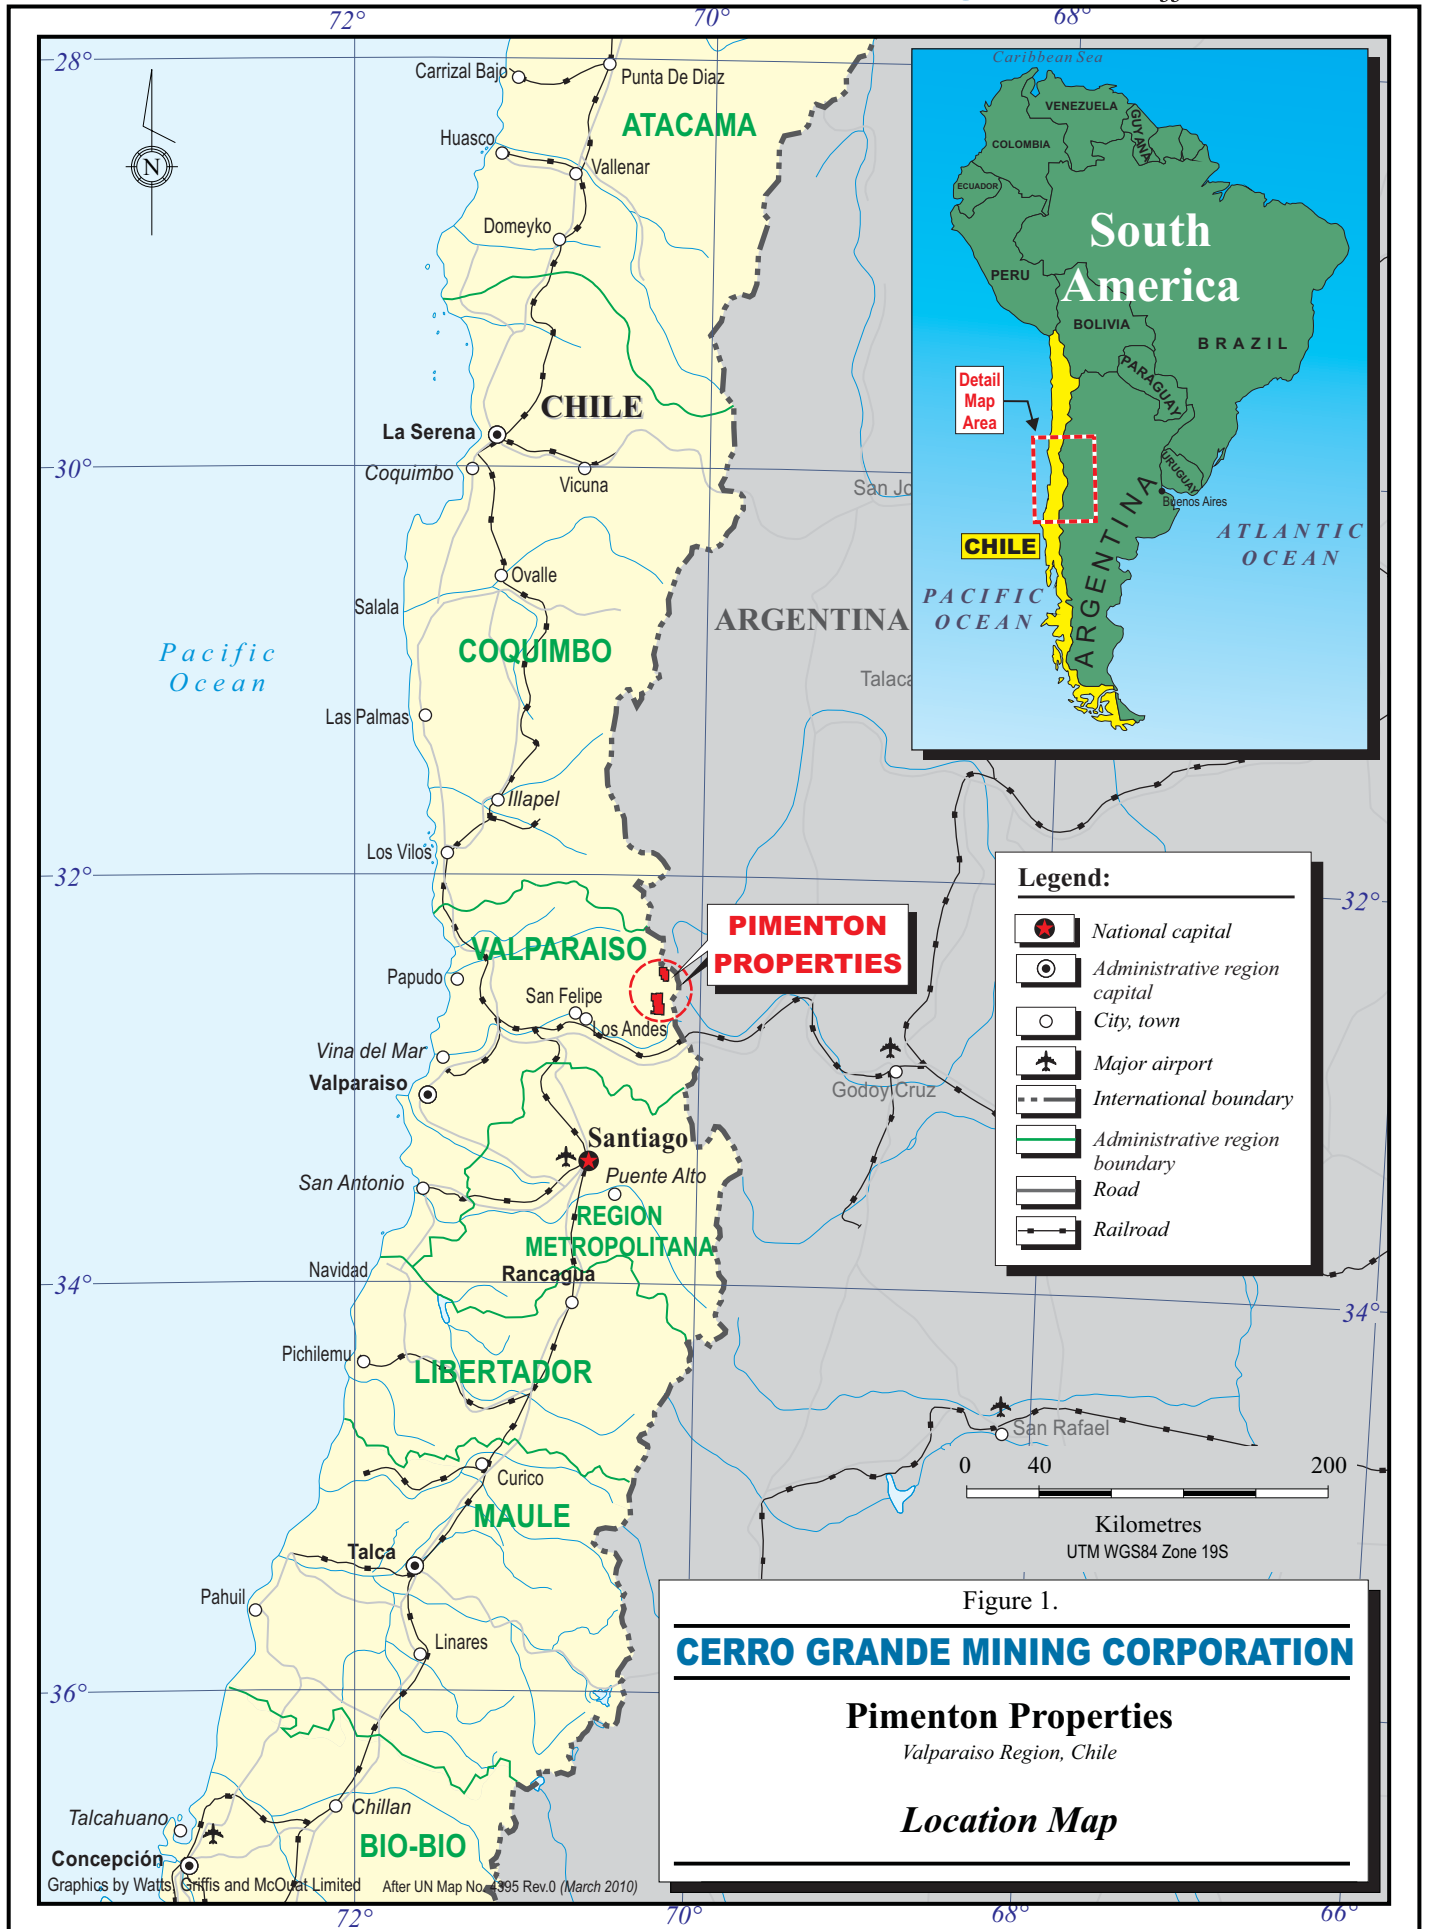 72°
70°
68°
28°
Carrizal Bajo
Punta De Diaz
ATACAMA
Huasco
Vallenar
N
Domeyko
CHILE
La Serena
30°
Coquimbo
Vicuna
San Jo
Ovalle
Salala
ARGENTINA
COQUIMBO
Pacific
Ocean
Talaca
Las Palmas
Illapel
Los Vilos
32°
32°
VALPARAISO
PIMENTON
PROPERTIES
Papudo
San Felipe
Los Andes
Vina del Mar
Valparaiso
Godoy Cruz
Santiago
Puente Alto
San Antonio
REGION
METROPOLITANA
Navidad
Rancagua
34°
34°
Pichilemu
LIBERTADOR
San Rafael
Curico
MAULE
Talca
Pahuil
Linares
36°
Chillan
Talcahuano
BIO-BIO
Concepción
Graphics by Watts, Griffis and McOuat Limited
After UN Map No. 4395 Rev.0 (March 2010)
72°
70°
68°
66°
Caribbean Sea
VENEZUELA
GUYANA
COLOMBIA
ECUADOR
South
America
PERU
BOLIVIA
BRAZIL
PARAGUAY
Detail
Map
Area
URUGUAY
Buenos Aires
ARGENTINA
ATLANTIC
OCEAN
CHILE
PACIFIC
OCEAN
Legend:
National capital
Administrative region
capital
City, town
Major airport
International boundary
Administrative region
boundary
Road
Railroad
0 40 200
Kilometres
UTM WGS84 Zone 19S
Figure 1.
CERRO GRANDE MINING CORPORATION
Pimenton Properties
Valparaiso Region, Chile
Location Map